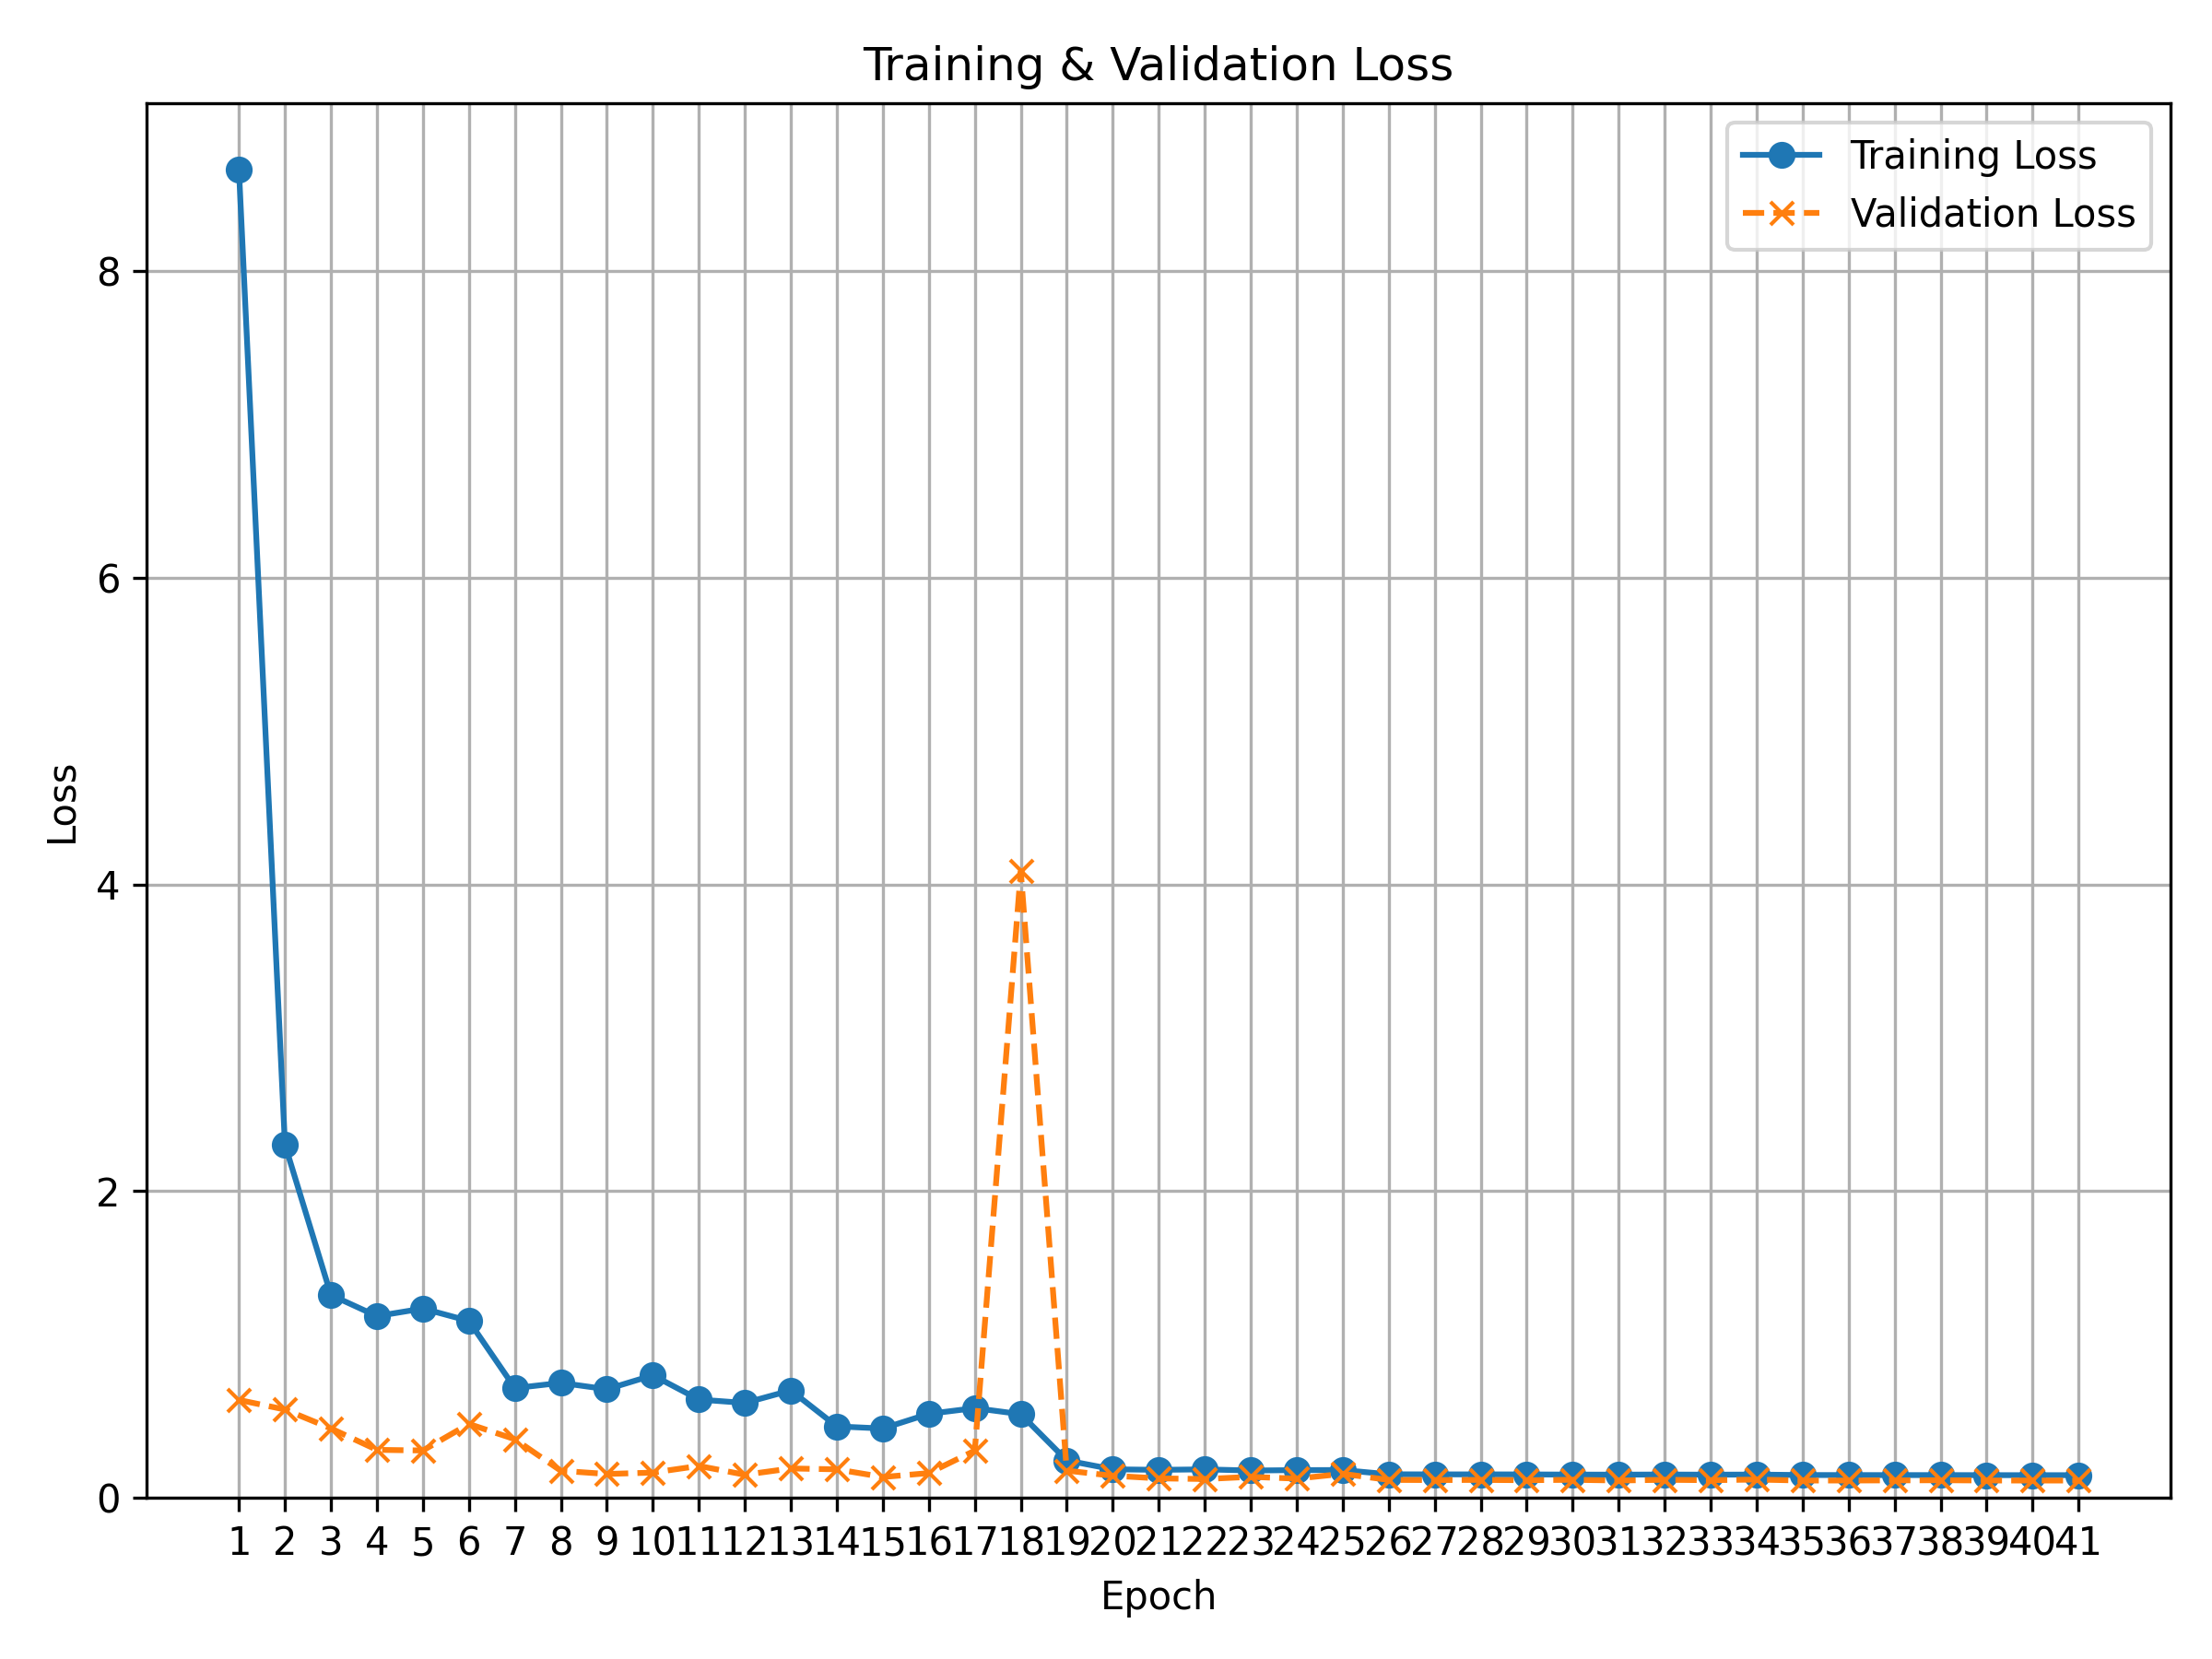 Training & Validation Loss
Training Loss
Validation Loss
8
6
4
2
0
Loss
1 2 3 4 5 6 7 8 9 10 11 12 13 14 15 16 17 18 19 20 21 22 23 24 25 26 27 28 29 30 31 32 33 34 35 36 37 38 39 40 41
Epoch